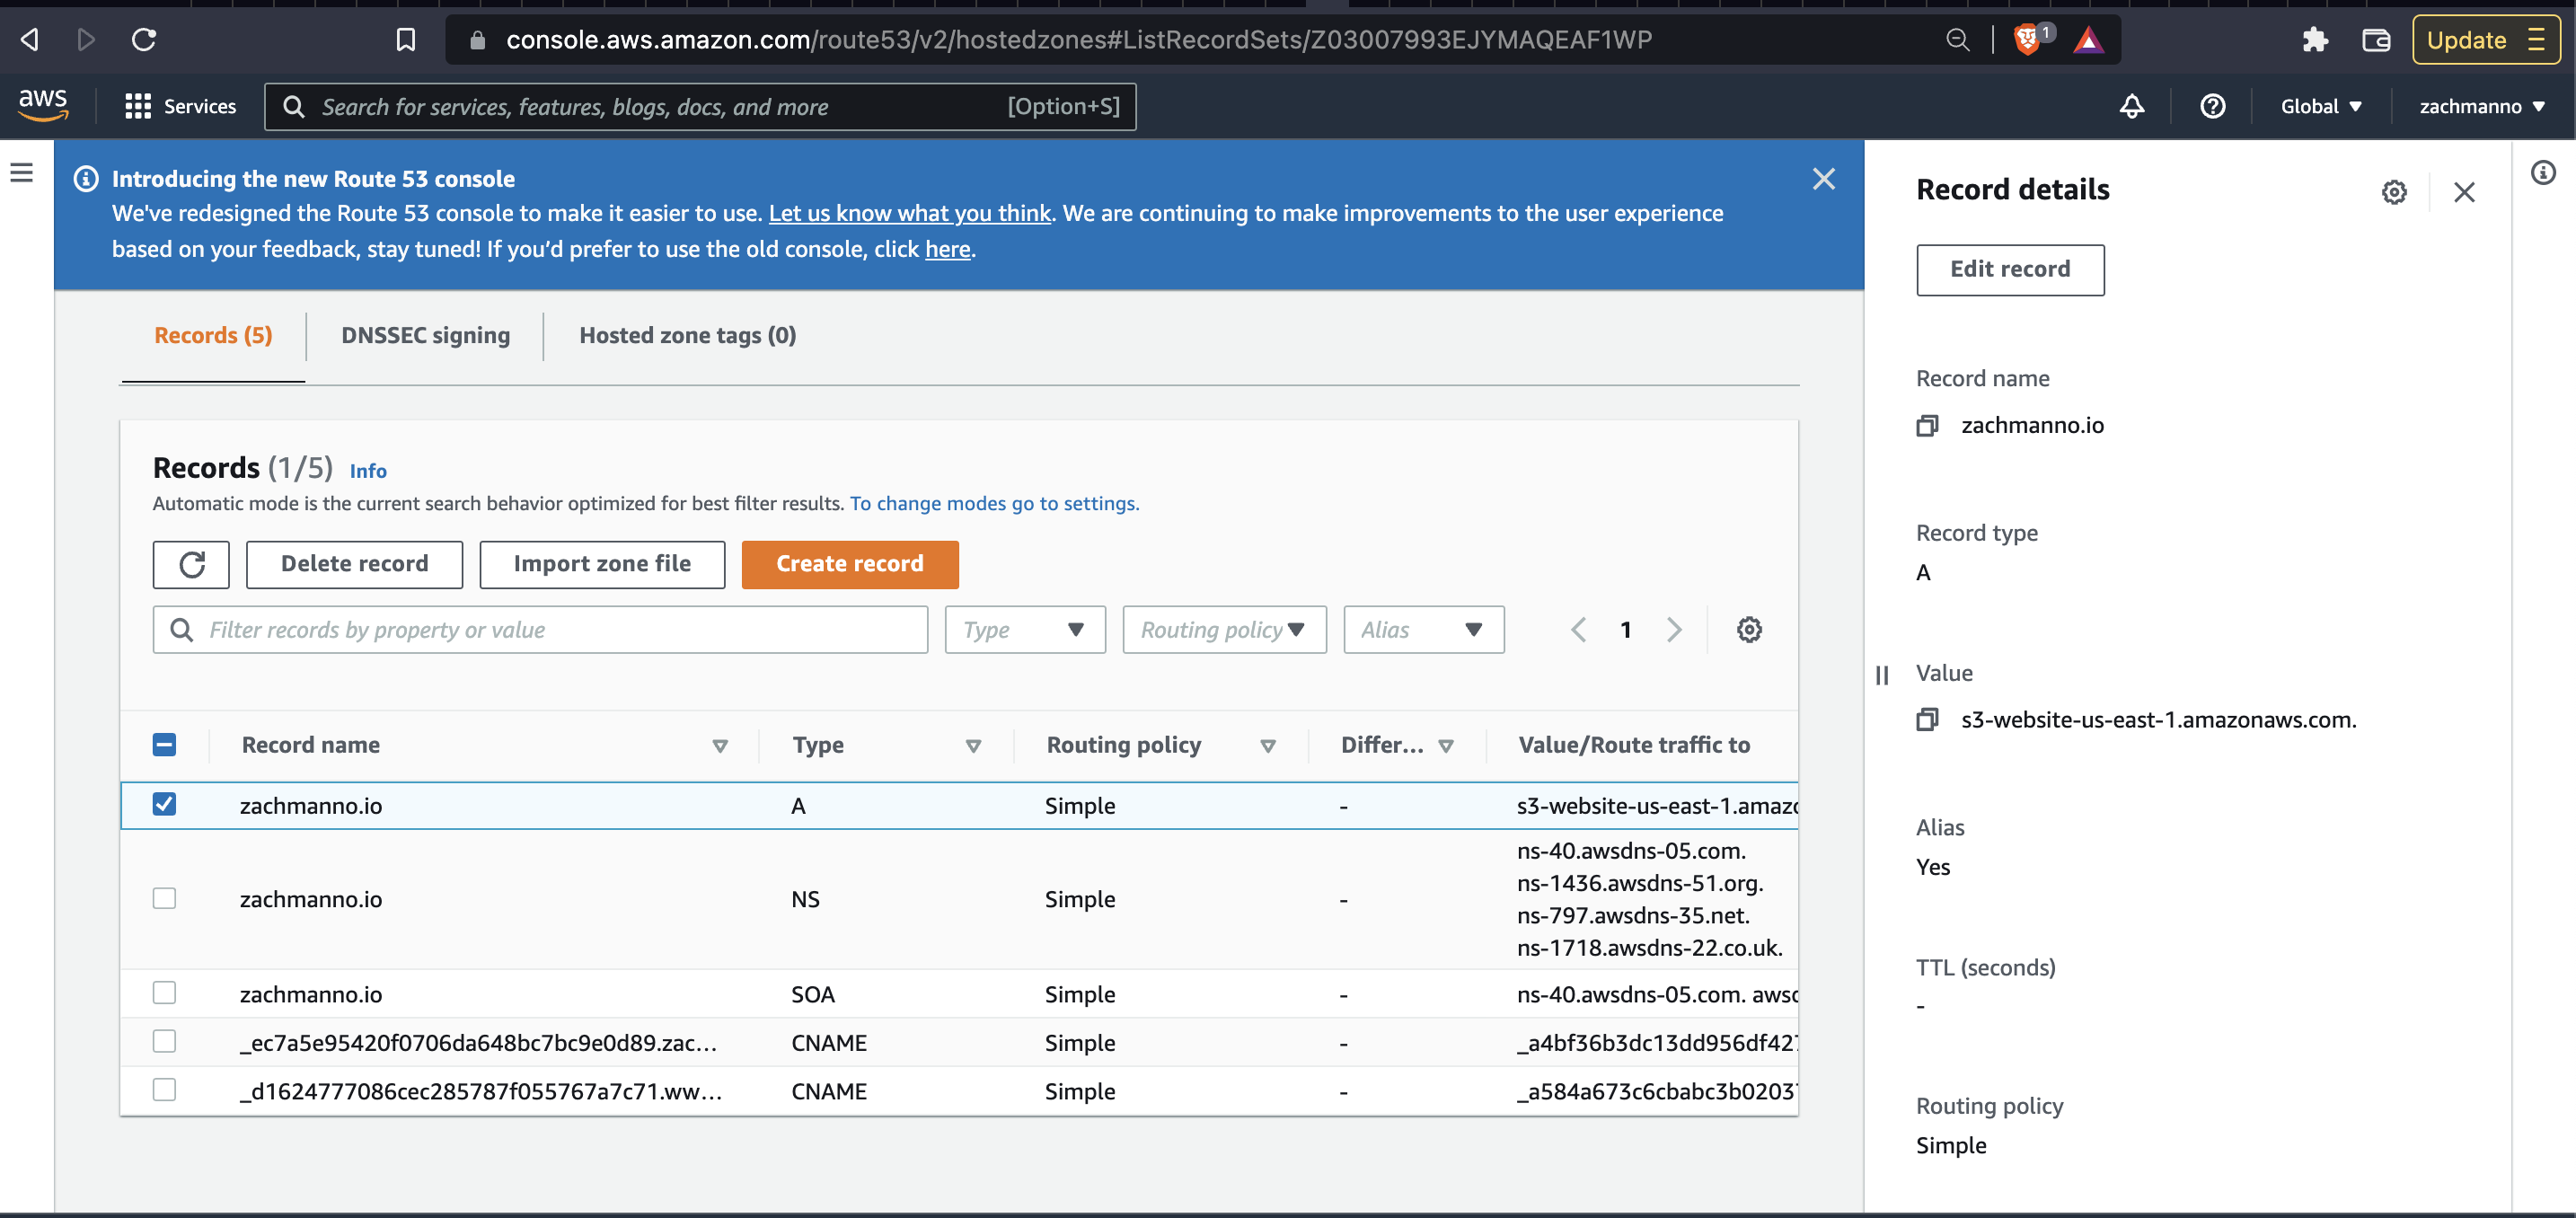 console.aws.amazon.com/route53/v2/hostedzones#ListRecordSets/Z03007993EJYMAQEAF1WP
1
Update
aws
Services
Search for services, features, blogs, docs, and more
[Option+S]
Global
zachmanno
Introducing the new Route 53 console
We've redesigned the Route 53 console to make it easier to use. Let us know what you think. We are continuing to make improvements to the user experience
based on your feedback, stay tuned! If you’d prefer to use the old console, click here.
Records (5)
DNSSEC signing
Hosted zone tags (0)
Records (1/5) Info
Automatic mode is the current search behavior optimized for best filter results. To change modes go to settings.
Delete record
Import zone file
Create record
Filter records by property or value
Type
Routing policy
Alias
1
Record name
Type
Routing policy
Differ...
Value/Route traffic to
zachmanno.io
A
Simple
-
s3-website-us-east-1.amazo
zachmanno.io
NS
Simple
-
ns-40.awsdns-05.com.
ns-1436.awsdns-51.org.
ns-797.awsdns-35.net.
ns-1718.awsdns-22.co.uk.
zachmanno.io
SOA
Simple
-
ns-40.awsdns-05.com. awsd
_ec7a5e95420f0706da648bc7bc9e0d89.zac...
CNAME
Simple
-
_a4bf36b3dc13dd956df427
_d1624777086cec285787f055767a7c71.ww...
CNAME
Simple
-
_a584a673c6cbabc3b02037
Record details
Edit record
Record name
zachmanno.io
Record type
A
Value
s3-website-us-east-1.amazonaws.com.
Alias
Yes
TTL (seconds)
-
Routing policy
Simple